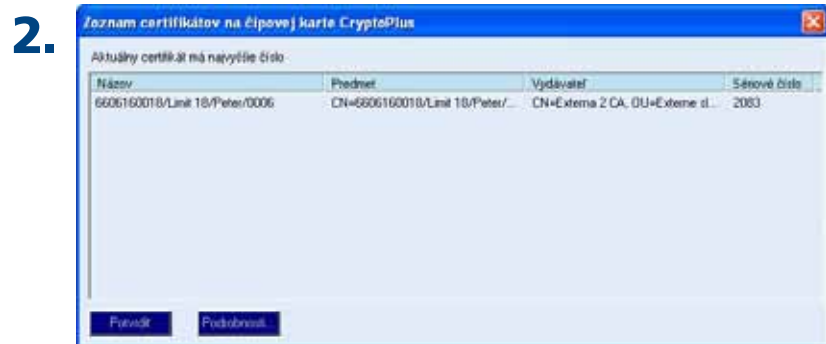 2.
Zoznam certifikátov na čipovej karte CryptoPlus
Aktuálny certifikát má najvyššie číslo
Názov Predmet Vydávateľ Sériové číslo
6606160018/Limit 18/Peter/0006 CN=6606160018/Limit 18/Peter/... CN=Externa 2 CA, OU=Externe sl... 2083
Potvrdiť Podrobnosti...